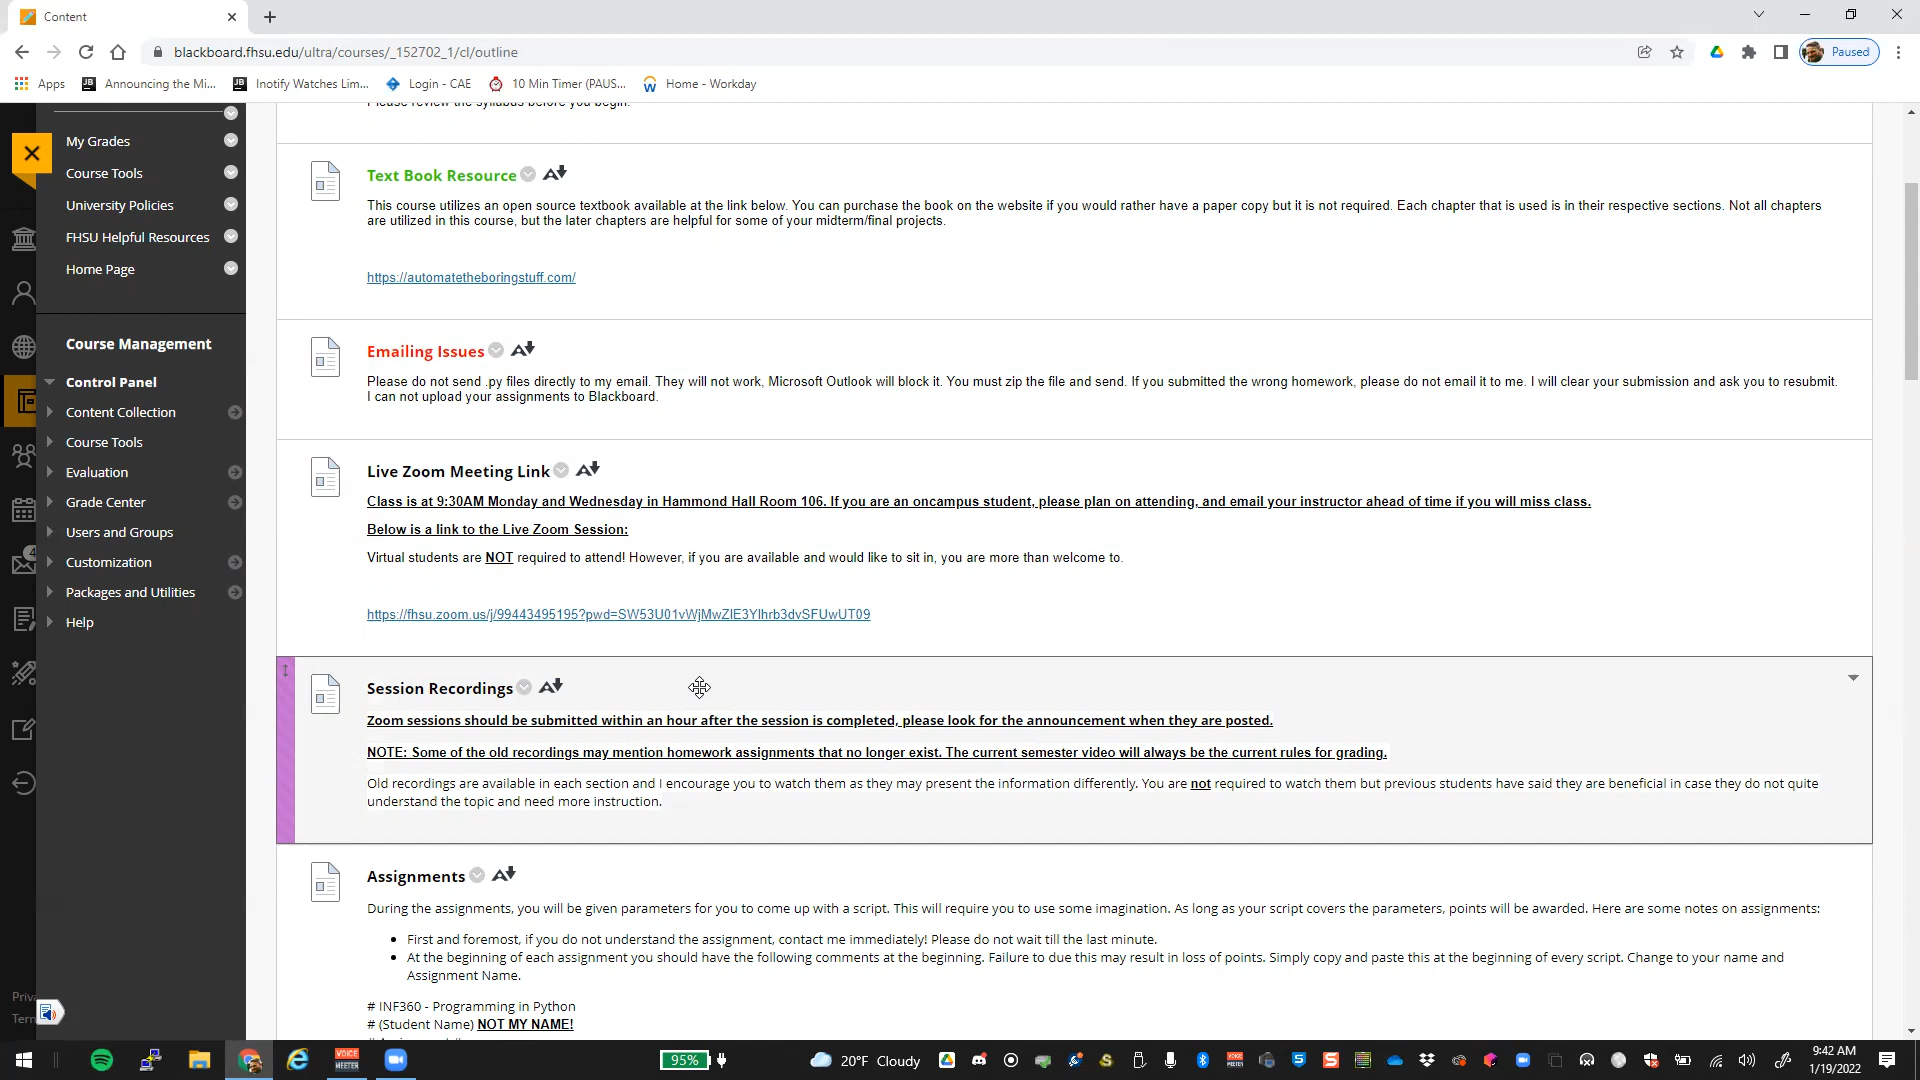 Content
blackboard.fhsu.edu/ultra/courses/_152702_1/cl/outline
Paused
Apps
Announcing the Mi...
Inotify Watches Lim...
Login - CAE
10 Min Timer (PAUS...
Home - Workday
My Grades
Course Tools
University Policies
FHSU Helpful Resources
Home Page
Course Management
Control Panel
Content Collection
Course Tools
Evaluation
Grade Center
Users and Groups
Customization
Packages and Utilities
Help
4
Please review the syllabus before you begin.
Text Book Resource
This course utilizes an open source textbook available at the link below. You can purchase the book on the website if you would rather have a paper copy but it is not required. Each chapter that is used is in their respective sections. Not all chapters
are utilized in this course, but the later chapters are helpful for some of your midterm/final projects.
https://automatetheboringstuff.com/
Emailing Issues
Please do not send .py files directly to my email. They will not work, Microsoft Outlook will block it. You must zip the file and send. If you submitted the wrong homework, please do not email it to me. I will clear your submission and ask you to resubmit.
I can not upload your assignments to Blackboard.
Live Zoom Meeting Link
Class is at 9:30AM Monday and Wednesday in Hammond Hall Room 106. If you are an oncampus student, please plan on attending, and email your instructor ahead of time if you will miss class.
Below is a link to the Live Zoom Session:
Virtual students are NOT required to attend! However, if you are available and would like to sit in, you are more than welcome to.
https://fhsu.zoom.us/j/99443495195?pwd=SW53U01vWjMwZlE3YIhrb3dvSFUwUT09
Session Recordings
Zoom sessions should be submitted within an hour after the session is completed, please look for the announcement when they are posted.
NOTE: Some of the old recordings may mention homework assignments that no longer exist. The current semester video will always be the current rules for grading.
Old recordings are available in each section and I encourage you to watch them as they may present the information differently. You are not required to watch them but previous students have said they are beneficial in case they do not quite
understand the topic and need more instruction.
Assignments
During the assignments, you will be given parameters for you to come up with a script. This will require you to use some imagination. As long as your script covers the parameters, points will be awarded. Here are some notes on assignments:
• First and foremost, if you do not understand the assignment, contact me immediately! Please do not wait till the last minute.
• At the beginning of each assignment you should have the following comments at the beginning. Failure to due this may result in loss of points. Simply copy and paste this at the beginning of every script. Change to your name and
Assignment Name.
# INF360 - Programming in Python
# (Student Name) NOT MY NAME!
Priv
Tern
VOICE
MEETER
95%
20°F Cloudy
9:42 AM
1/19/2022